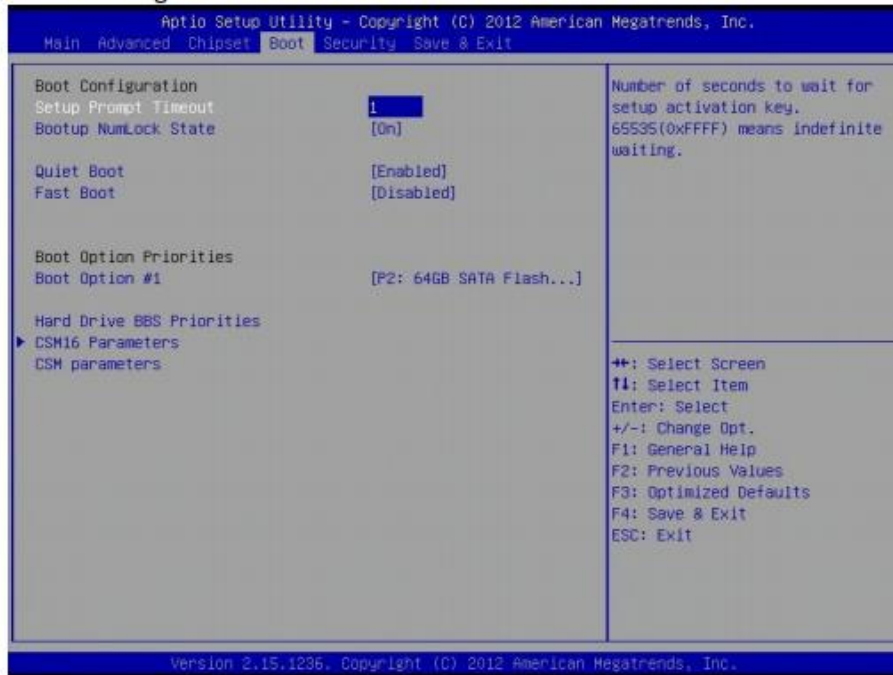 Aptio Setup Utility - Copyright (C) 2012 American Megatrends, Inc.
Main Advanced Chipset Boot Security Save & Exit
Boot Configuration
Setup Prompt Timeout 1
Bootup NumLock State [On]
Quiet Boot [Enabled]
Fast Boot [Disabled]
Boot Option Priorities
Boot Option #1 [P2: 64GB SATA Flash...]
Hard Drive BBS Priorities
CSM16 Parameters
CSM parameters
Number of seconds to wait for
setup activation key.
65535(0xFFFF) means indefinite
waiting.
→←: Select Screen
↑↓: Select Item
Enter: Select
+/-: Change Opt.
F1: General Help
F2: Previous Values
F3: Optimized Defaults
F4: Save & Exit
ESC: Exit
Version 2.15.1236. Copyright (C) 2012 American Megatrends, Inc.